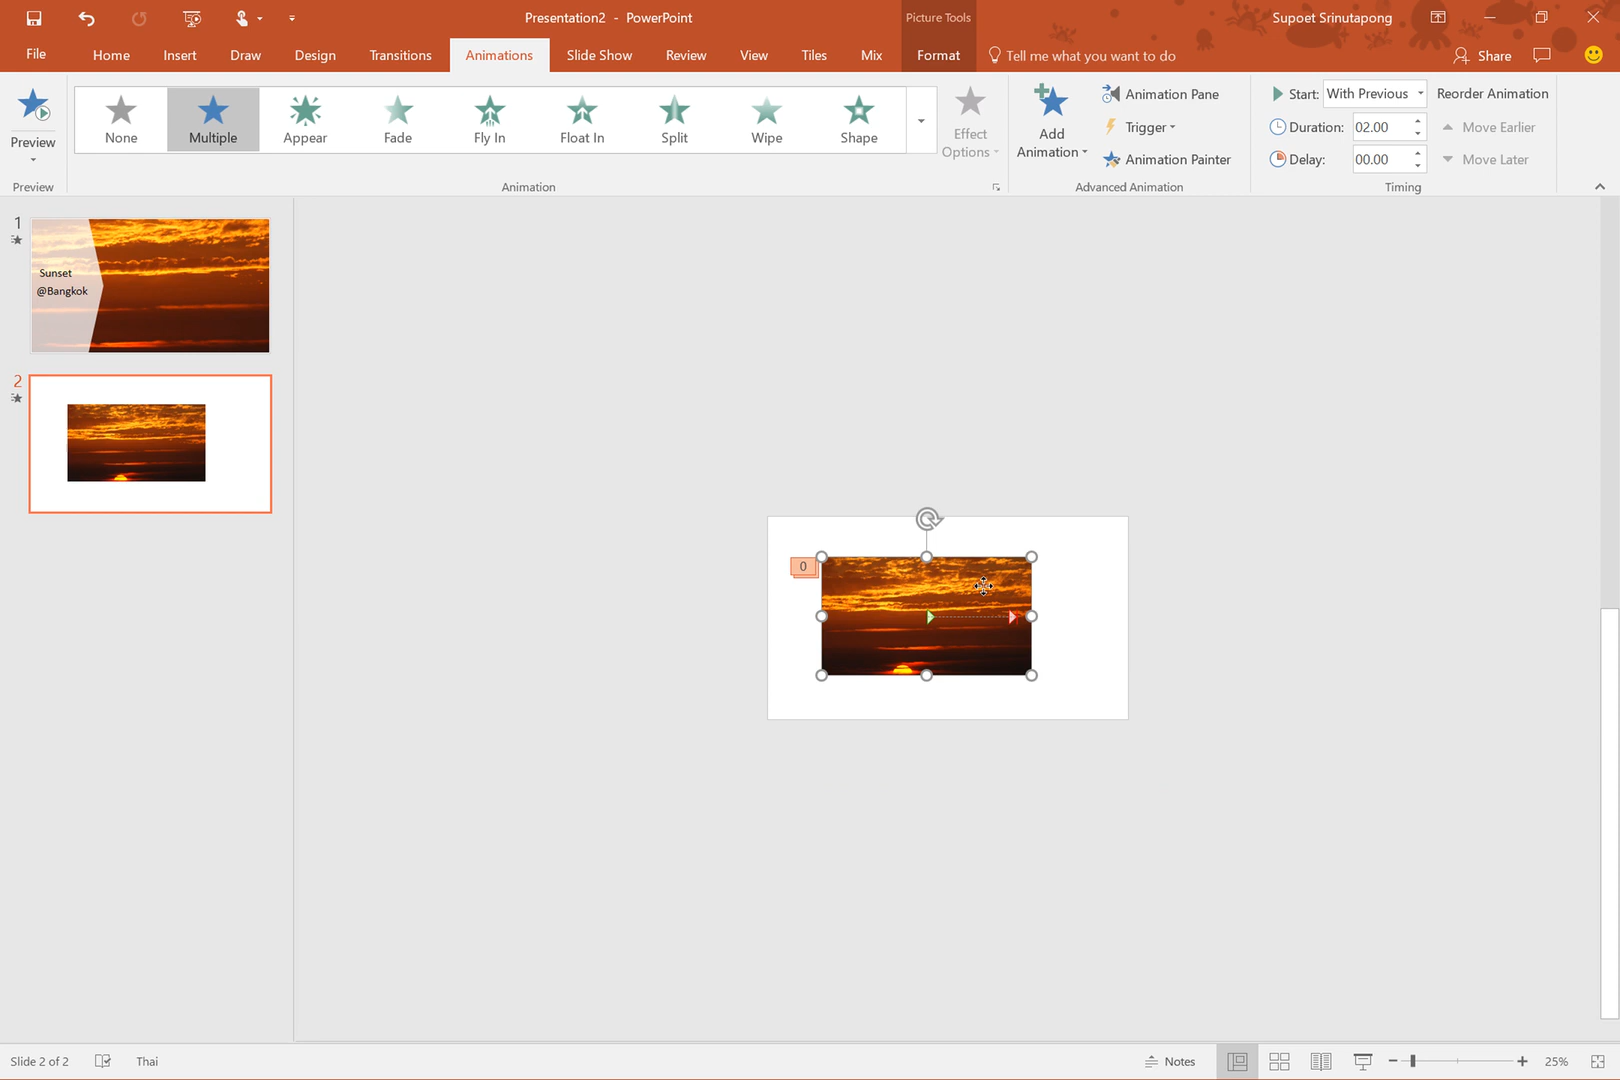 Presentation2 - PowerPoint
Picture Tools
Supoet Srinutapong
File
Home
Insert
Draw
Design
Transitions
Animations
Slide Show
Review
View
Tiles
Mix
Format
Tell me what you want to do
Share
Preview
None
Multiple
Appear
Fade
Fly In
Float In
Split
Wipe
Shape
Effect
Options
Add
Animation
Animation Pane
Trigger
Animation Painter
Start: With Previous
Duration: 02.00
Delay: 00.00
Reorder Animation
Move Earlier
Move Later
Preview
Animation
Advanced Animation
Timing
1
Sunset
@Bangkok
2
0
Slide 2 of 2
Thai
Notes
25%